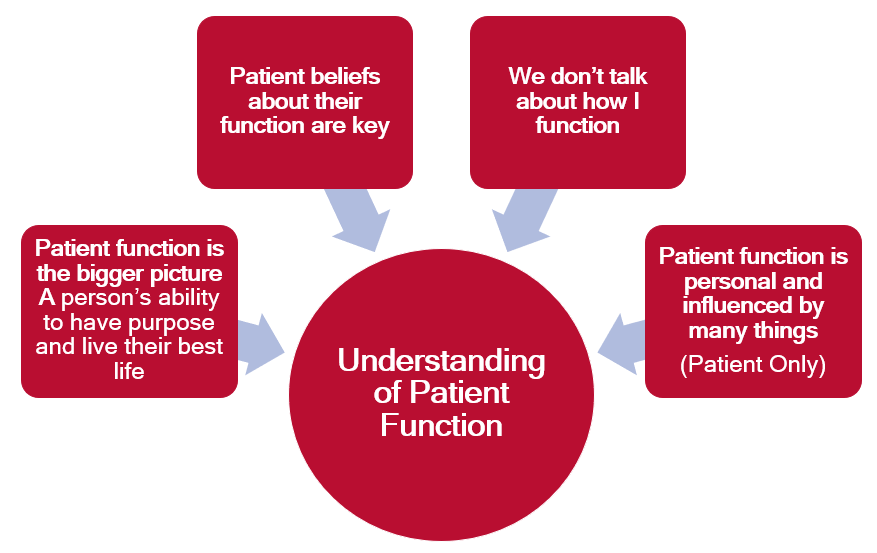 Patient beliefs
about their
function are key
We don’t talk
about how I
function
Patient function is
the bigger picture
A person’s ability
to have purpose
and live their best
life
Patient function is
personal and
influenced by
many things
(Patient Only)
Understanding
of Patient
Function